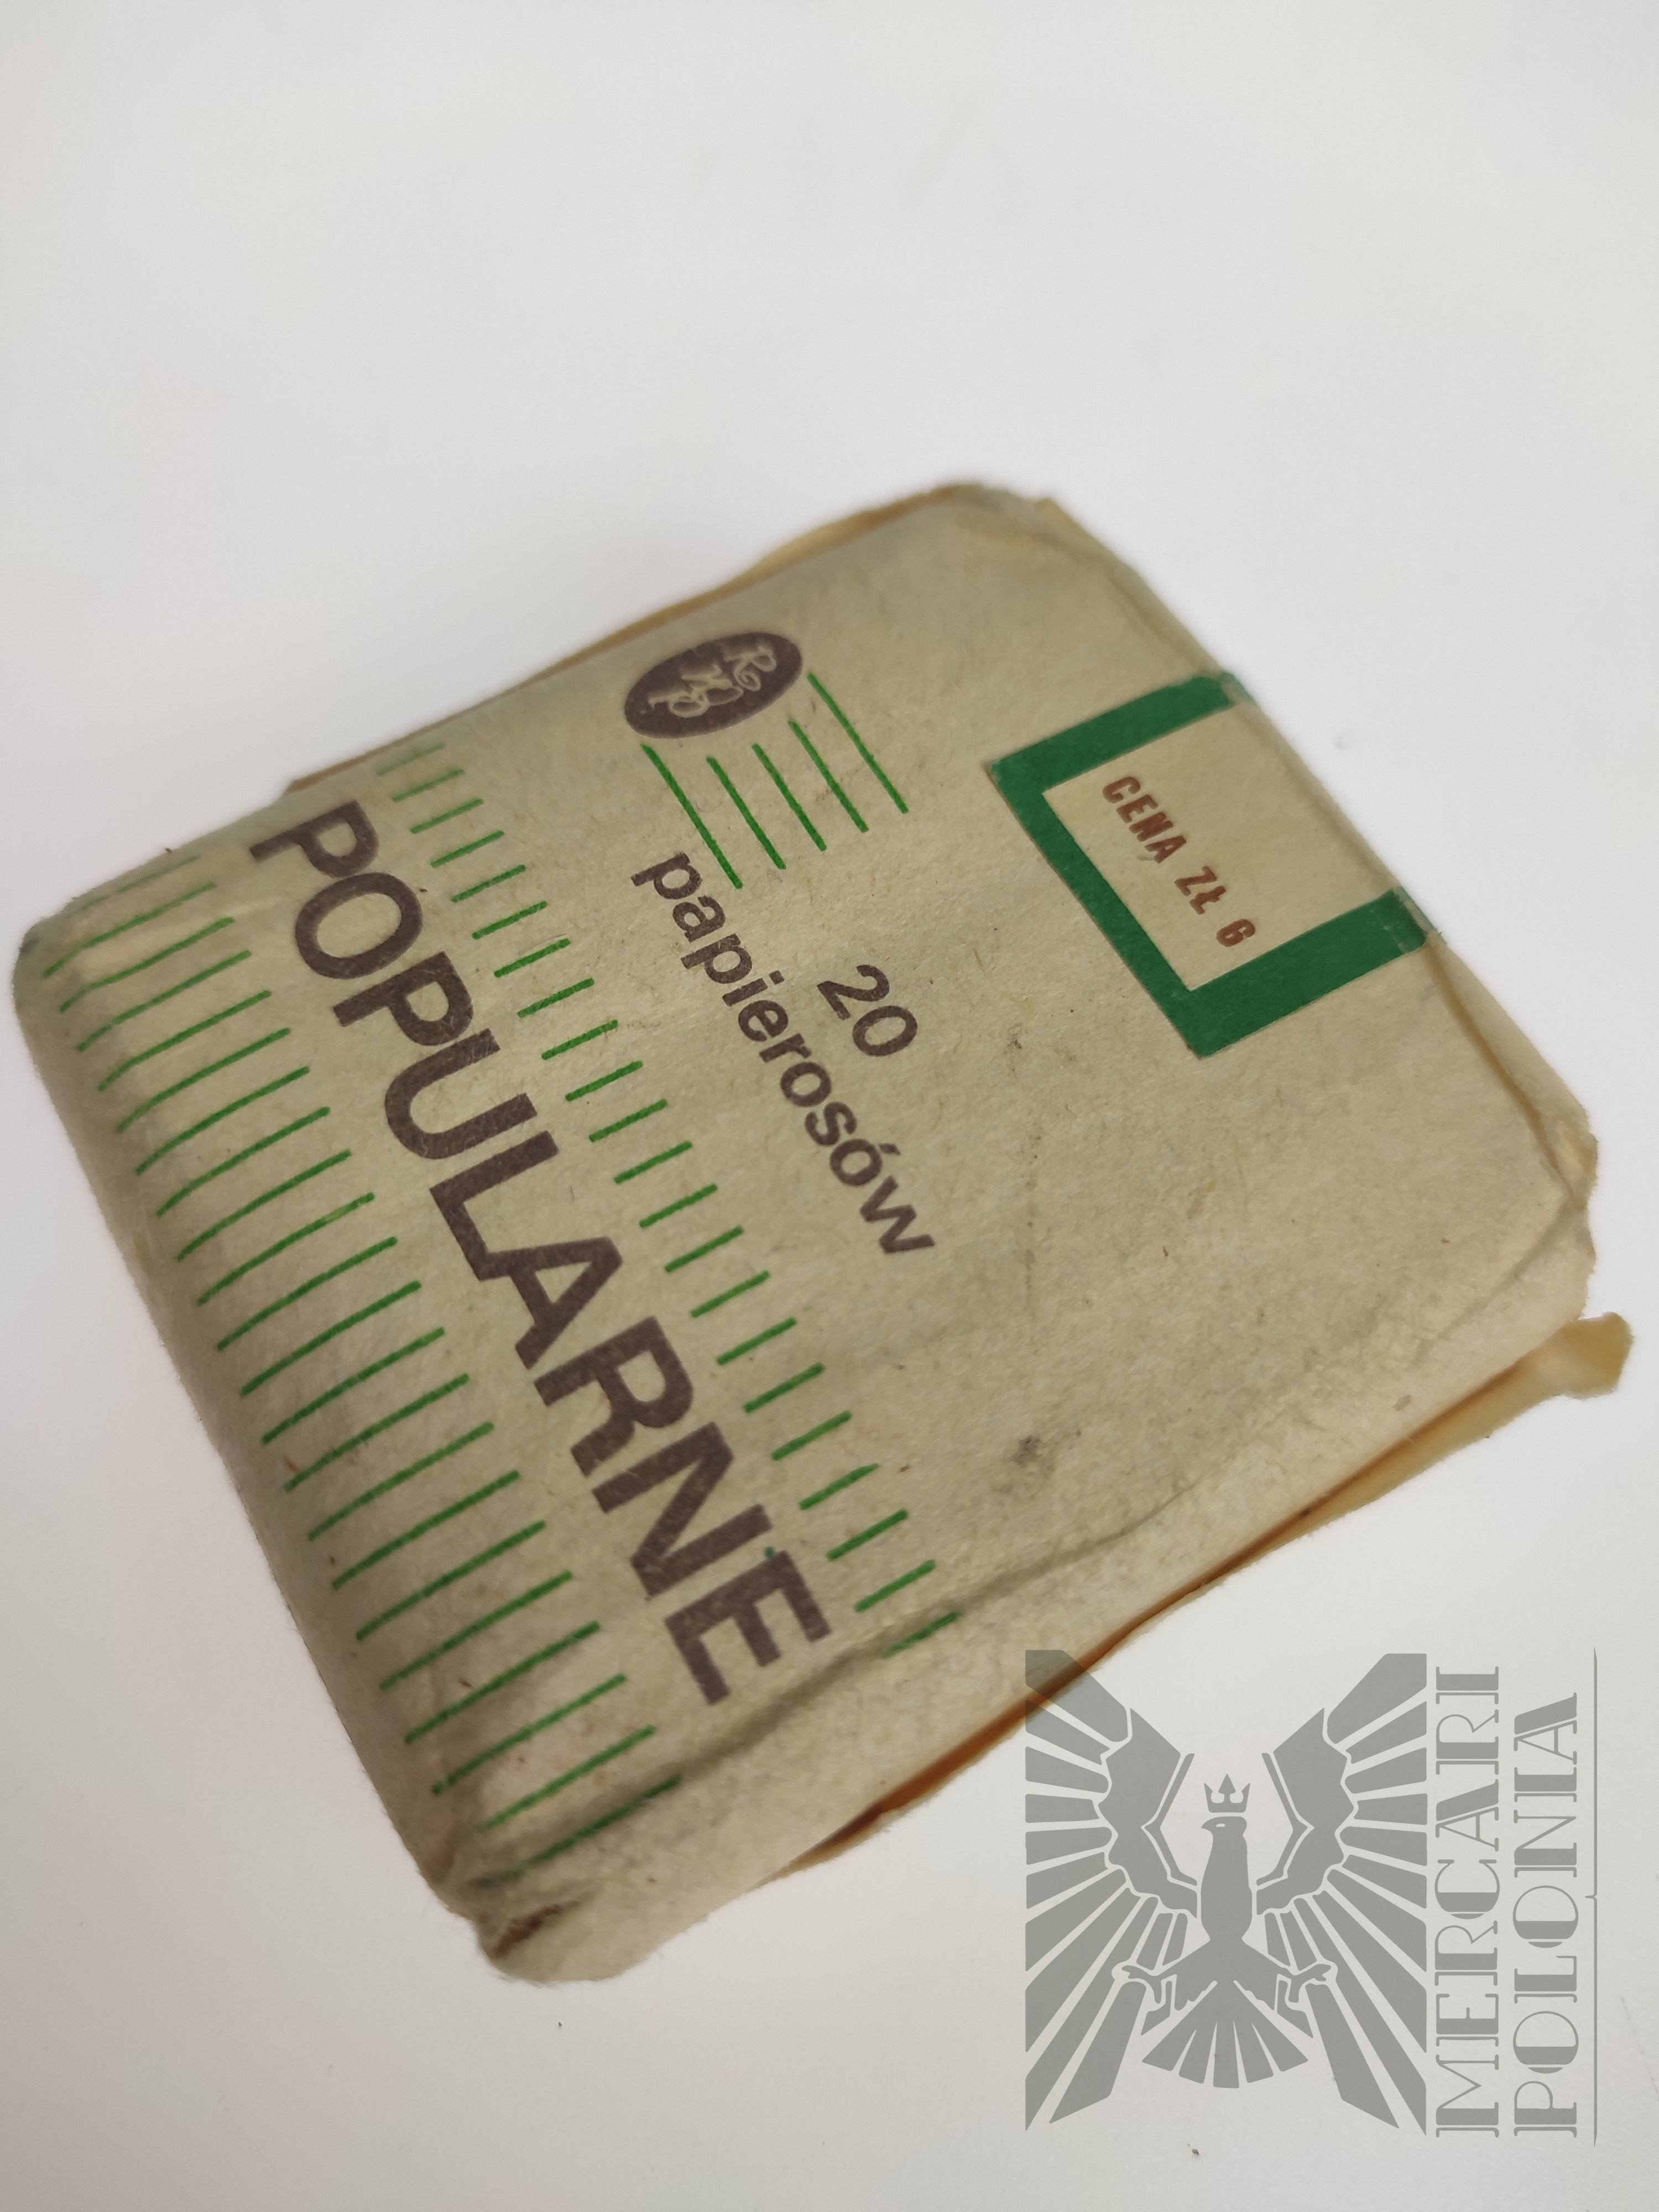 CENA ZŁ 6
20
papierosów
POPULARNE
MERCARI
POLONIA